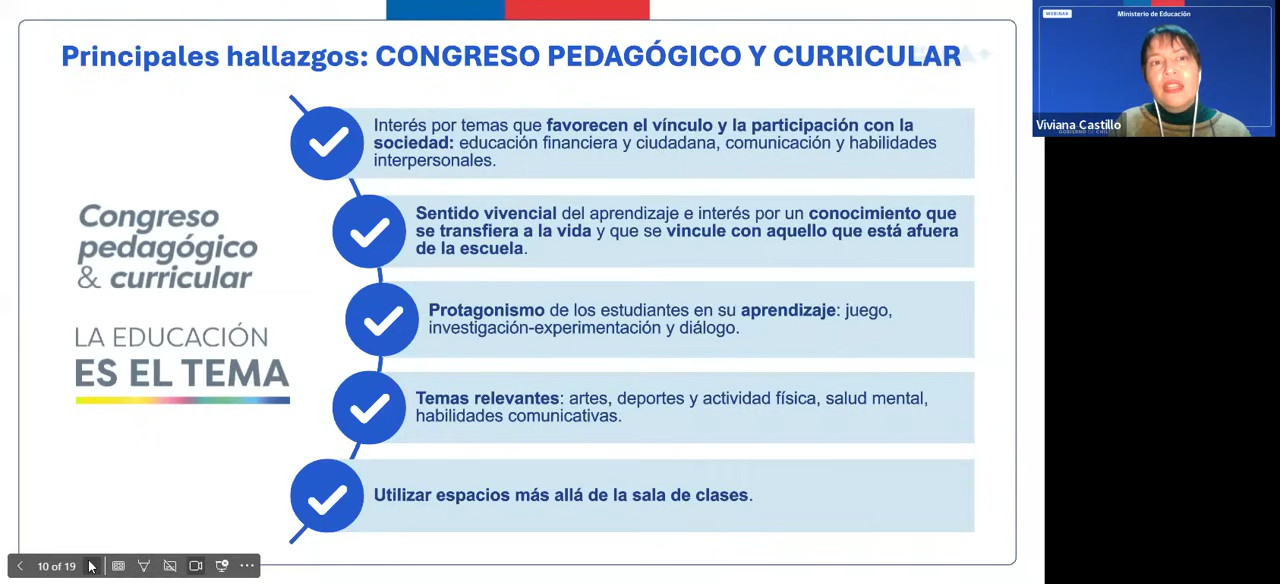 Principales hallazgos: CONGRESO PEDAGÓGICO Y CURRICULAR
Interés por temas que favorecen el vínculo y la participación con la
sociedad: educación financiera y ciudadana, comunicación y habilidades
interpersonales.
Sentido vivencial del aprendizaje e interés por un conocimiento que
se transfiera a la vida y que se vincule con aquello que está afuera
de la escuela.
Protagonismo de los estudiantes en su aprendizaje: juego,
investigación-experimentación y diálogo.
Temas relevantes: artes, deportes y actividad física, salud mental,
habilidades comunicativas.
Utilizar espacios más allá de la sala de clases.
Congreso
pedagógico
& curricular
LA EDUCACIÓN
ES EL TEMA
10 of 19
WEBINAR
Ministerio de Educación
Viviana Castillo